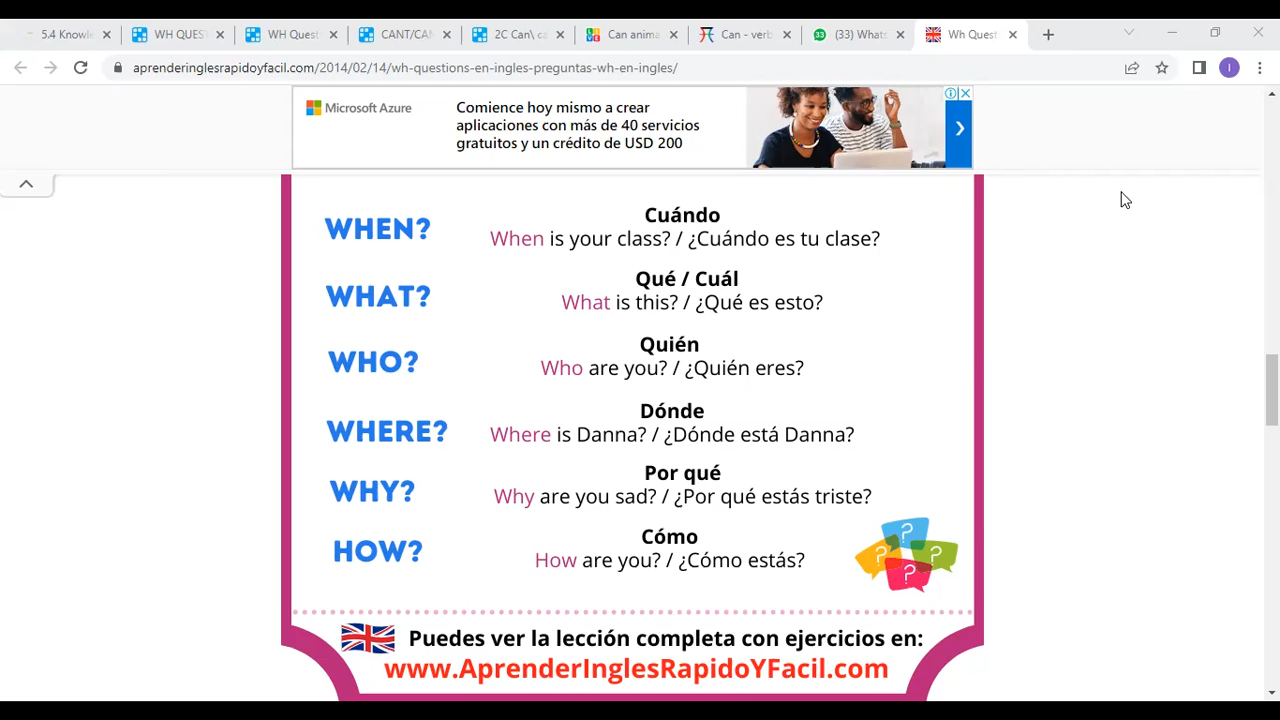 5.4 Knowle
WH QUES
WH Quest
CANT/CAN
2C Can\ ca
Can anima
Can - verb
(33) Whats
Wh Quest
aprenderinglesrapidoyfacil.com/2014/02/14/wh-questions-en-ingles-preguntas-wh-en-ingles/
I
Microsoft Azure
Comience hoy mismo a crear
aplicaciones con más de 40 servicios
gratuitos y un crédito de USD 200
WHEN?
Cuándo
When is your class? / ¿Cuándo es tu clase?
WHAT?
Qué / Cuál
What is this? / ¿Qué es esto?
WHO?
Quién
Who are you? / ¿Quién eres?
WHERE?
Dónde
Where is Danna? / ¿Dónde está Danna?
WHY?
Por qué
Why are you sad? / ¿Por qué estás triste?
HOW?
Cómo
How are you? / ¿Cómo estás?
Puedes ver la lección completa con ejercicios en:
www.AprenderInglesRapidoYFacil.com